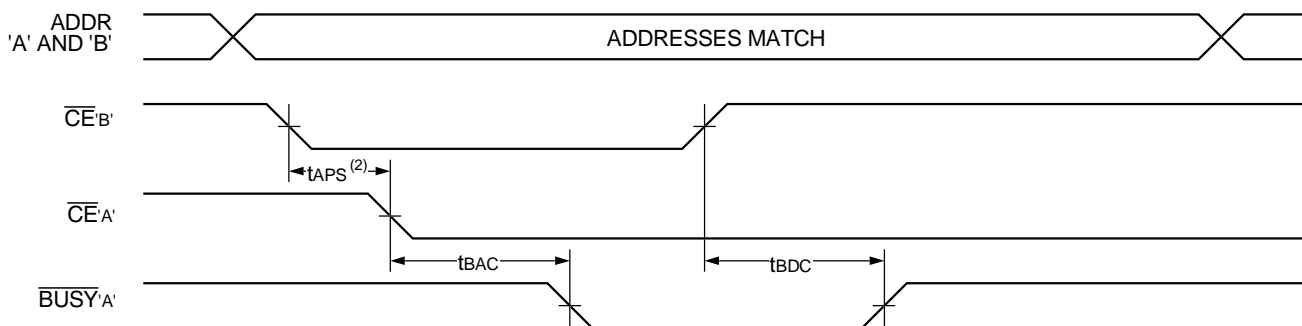 ADDR
'A' AND 'B'
ADDRESSES MATCH
CE'B'
tAPS (2)
CE'A'
tBAC
tBDC
BUSY'A'